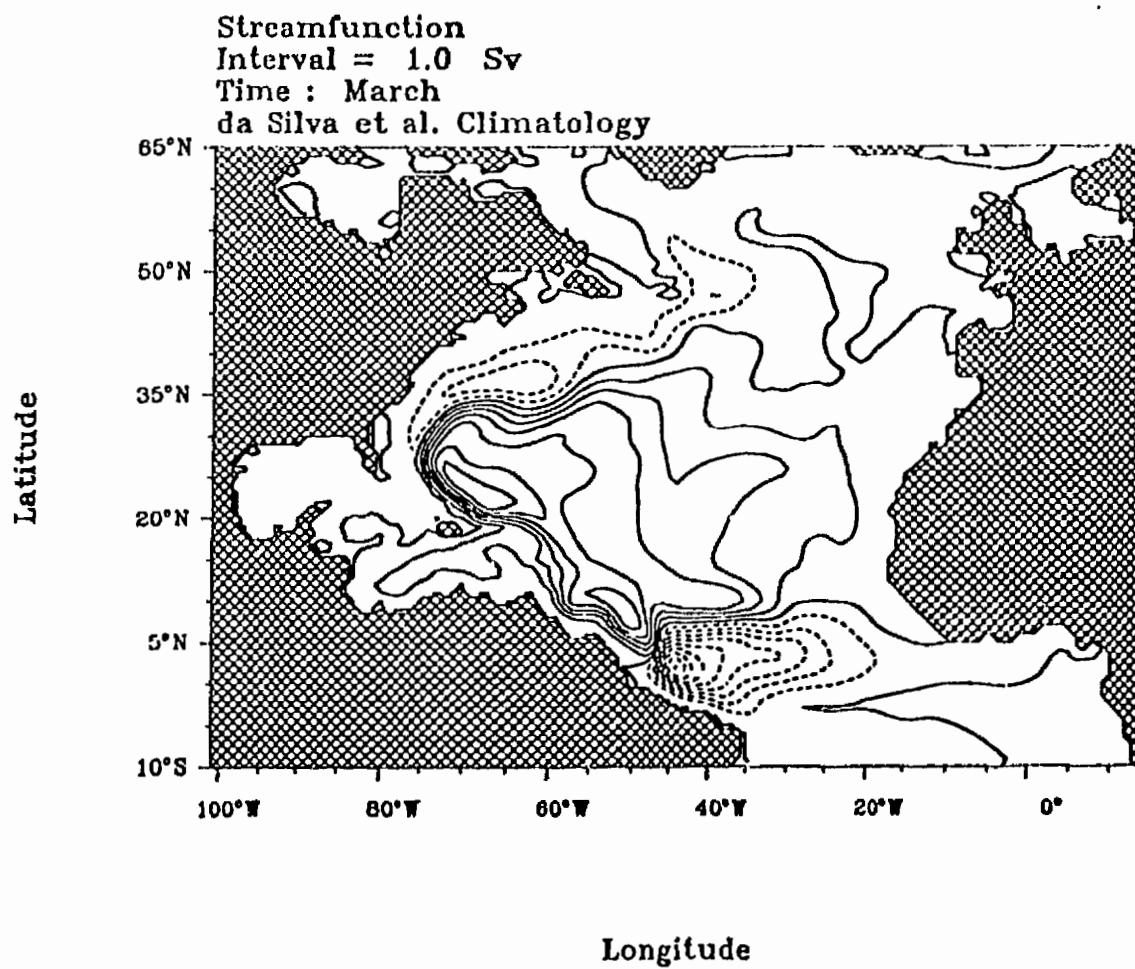 Streamfunction
Interval = 1.0 Sv
Time : March
da Silva et al. Climatology
65°N
50°N
35°N
20°N
5°N
10°S
Latitude
100°W
80°W
60°W
40°W
20°W
0°
Longitude